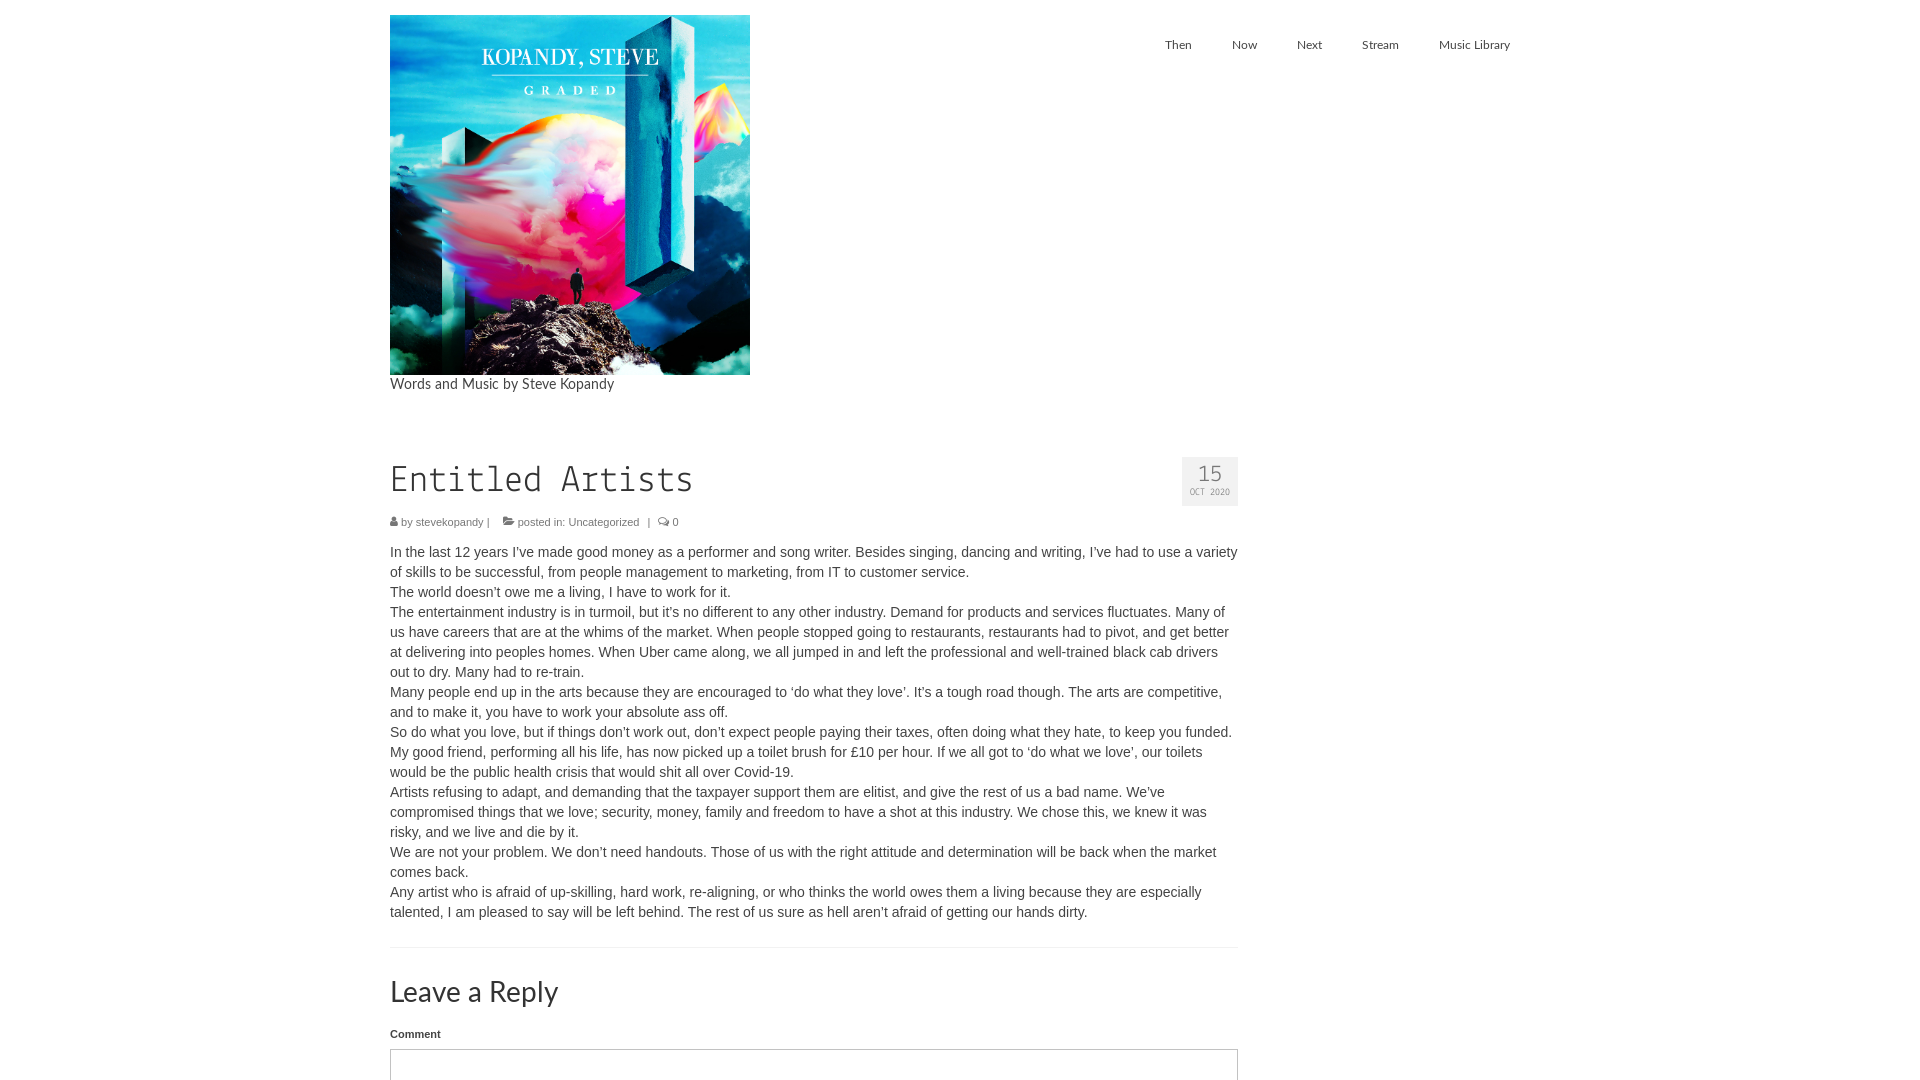 KOPANDY, STEVE
GRADED
Then Now Next Stream Music Library
Words and Music by Steve Kopandy
Entitled Artists
15
OCT 2020
by stevekopandy | posted in: Uncategorized | 0
In the last 12 years I’ve made good money as a performer and song writer. Besides singing, dancing and writing, I’ve had to use a variety
of skills to be successful, from people management to marketing, from IT to customer service.
The world doesn’t owe me a living, I have to work for it.
The entertainment industry is in turmoil, but it’s no different to any other industry. Demand for products and services fluctuates. Many of
us have careers that are at the whims of the market. When people stopped going to restaurants, restaurants had to pivot, and get better
at delivering into peoples homes. When Uber came along, we all jumped in and left the professional and well-trained black cab drivers
out to dry. Many had to re-train.
Many people end up in the arts because they are encouraged to ‘do what they love’. It’s a tough road though. The arts are competitive,
and to make it, you have to work your absolute ass off.
So do what you love, but if things don’t work out, don’t expect people paying their taxes, often doing what they hate, to keep you funded.
My good friend, performing all his life, has now picked up a toilet brush for £10 per hour. If we all got to ‘do what we love’, our toilets
would be the public health crisis that would shit all over Covid-19.
Artists refusing to adapt, and demanding that the taxpayer support them are elitist, and give the rest of us a bad name. We’ve
compromised things that we love; security, money, family and freedom to have a shot at this industry. We chose this, we knew it was
risky, and we live and die by it.
We are not your problem. We don’t need handouts. Those of us with the right attitude and determination will be back when the market
comes back.
Any artist who is afraid of up-skilling, hard work, re-aligning, or who thinks the world owes them a living because they are especially
talented, I am pleased to say will be left behind. The rest of us sure as hell aren’t afraid of getting our hands dirty.
Leave a Reply
Comment